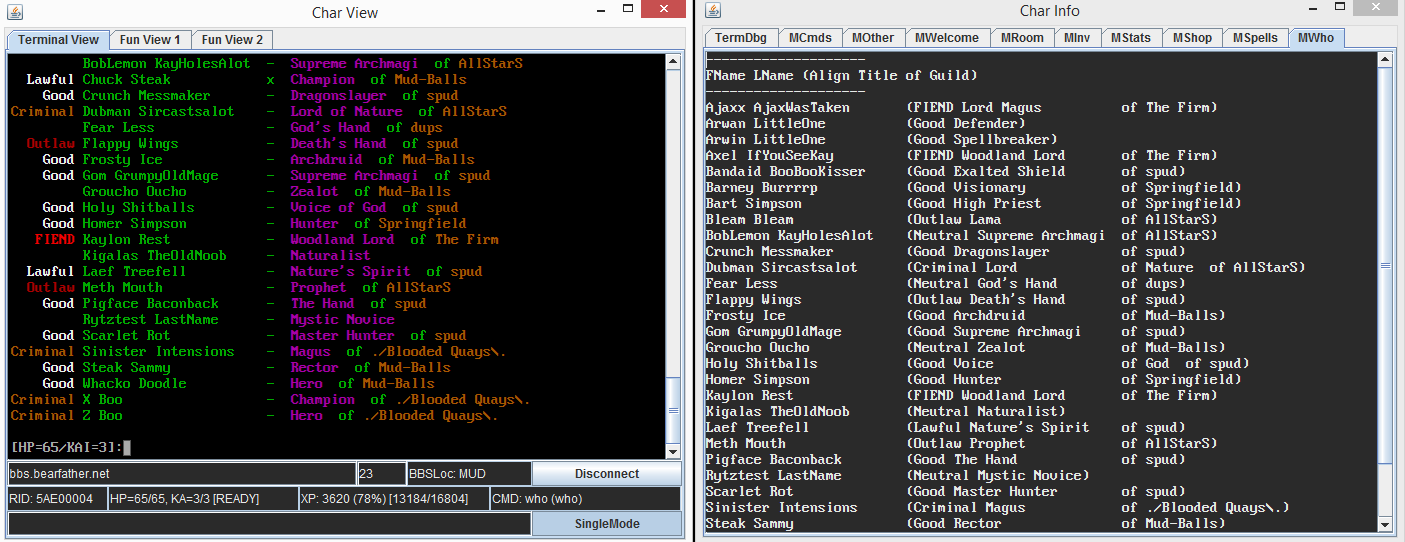 Char View
Terminal View Fun View 1 Fun View 2
BobLemon KayHolesAlot - Supreme Archmagi of AllStarS
Lawful Chuck Steak x Champion of Mud-Balls
Good Crunch Messmaker - Dragonslayer of spud
Criminal Dubman Sircastsalot - Lord of Nature of AllStarS
Fear Less - God's Hand of dups
Outlaw Flappy Wings - Death's Hand of spud
Good Frosty Ice - Archdruid of Mud-Balls
Good Gom GrumpyOldMage - Supreme Archmagi of spud
Groucho Oucho - Zealot of Mud-Balls
Good Holy Shitballs - Voice of God of spud
Good Homer Simpson - Hunter of Springfield
FIEND Kaylon Rest - Woodland Lord of The Firm
Kigalas TheOldNoob - Naturalist
Lawful Laef Treefell - Nature's Spirit of spud
Outlaw Meth Mouth - Prophet of AllStarS
Good Pigface Baconback - The Hand of spud
Rytztest LastName - Mystic Novice
Good Scarlet Rot - Master Hunter of spud
Criminal Sinister Intensions - Magus of ./Blooded Quays\.
Good Steak Sammy - Rector of Mud-Balls
Good Whacko Doodle - Hero of Mud-Balls
Criminal X Boo - Champion of ./Blooded Quays\.
Criminal Z Boo - Hero of ./Blooded Quays\.
[HP=65/KAI=3]:
bbs.bearfather.net 23 BBSLoc: MUD Disconnect
RID: 5AE00004 HP=65/65, KA=3/3 [READY] XP: 3620 (78%) [13184/16804] CMD: who (who)
SingleMode
Char Info
TermDbg MCmds MOther MWelcome MRoom MInv MStats MShop MSpells MWho
--------------------
FName LName (Align Title of Guild)
--------------------
Ajaxx AjaxWasTaken (FIEND Lord Magus of The Firm)
Arwan LittleOne (Good Defender)
Arwin LittleOne (Good Spellbreaker)
Axel IfYouSeeKay (FIEND Woodland Lord of The Firm)
Bandaid BooBooKisser (Good Exalted Shield of spud)
Barney Burrrrp (Good Visionary of Springfield)
Bart Simpson (Good High Priest of Springfield)
Bleam Bleam (Outlaw Lama of AllStarS)
BobLemon KayHolesAlot (Neutral Supreme Archmagi of AllStarS)
Crunch Messmaker (Good Dragonslayer of spud)
Dubman Sircastsalot (Criminal Lord of Nature of AllStarS)
Fear Less (Neutral God's Hand of dups)
Flappy Wings (Outlaw Death's Hand of spud)
Frosty Ice (Good Archdruid of Mud-Balls)
Gom GrumpyOldMage (Good Supreme Archmagi of spud)
Groucho Oucho (Neutral Zealot of Mud-Balls)
Holy Shitballs (Good Voice of God of spud)
Homer Simpson (Good Hunter of Springfield)
Kaylon Rest (FIEND Woodland Lord of The Firm)
Kigalas TheOldNoob (Neutral Naturalist)
Laef Treefell (Lawful Nature's Spirit of spud)
Meth Mouth (Outlaw Prophet of AllStarS)
Pigface Baconback (Good The Hand of spud)
Rytztest LastName (Neutral Mystic Novice)
Scarlet Rot (Good Master Hunter of spud)
Sinister Intensions (Criminal Magus of ./Blooded Quays\.)
Steak Sammy (Good Rector of Mud-Balls)